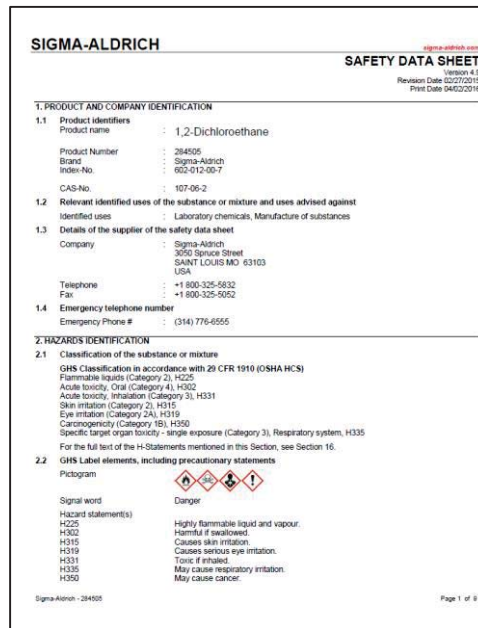 SIGMA-ALDRICH
sigma-aldrich.com
SAFETY DATA SHEET
Version 4.9
Revision Date 02/27/2015
Print Date 04/02/2016
1. PRODUCT AND COMPANY IDENTIFICATION
1.1 Product identifiers
Product name : 1,2-Dichloroethane
Product Number : 284505
Brand : Sigma-Aldrich
Index-No. : 602-012-00-7
CAS-No. : 107-06-2
1.2 Relevant identified uses of the substance or mixture and uses advised against
Identified uses : Laboratory chemicals, Manufacture of substances
1.3 Details of the supplier of the safety data sheet
Company : Sigma-Aldrich
3050 Spruce Street
SAINT LOUIS MO 63103
USA
Telephone : +1 800-325-5832
Fax : +1 800-325-5052
1.4 Emergency telephone number
Emergency Phone # : (314) 776-6555
2. HAZARDS IDENTIFICATION
2.1 Classification of the substance or mixture
GHS Classification in accordance with 29 CFR 1910 (OSHA HCS)
Flammable liquids (Category 2), H225
Acute toxicity, Oral (Category 4), H302
Acute toxicity, Inhalation (Category 3), H331
Skin irritation (Category 2), H315
Eye irritation (Category 2A), H319
Carcinogenicity (Category 1B), H350
Specific target organ toxicity - single exposure (Category 3), Respiratory system, H335
For the full text of the H-Statements mentioned in this Section, see Section 16.
2.2 GHS Label elements, including precautionary statements
Pictogram
Signal word Danger
Hazard statement(s)
H225 Highly flammable liquid and vapour.
H302 Harmful if swallowed.
H315 Causes skin irritation.
H319 Causes serious eye irritation.
H331 Toxic if inhaled.
H335 May cause respiratory irritation.
H350 May cause cancer.
Sigma-Aldrich - 284505 Page 1 of